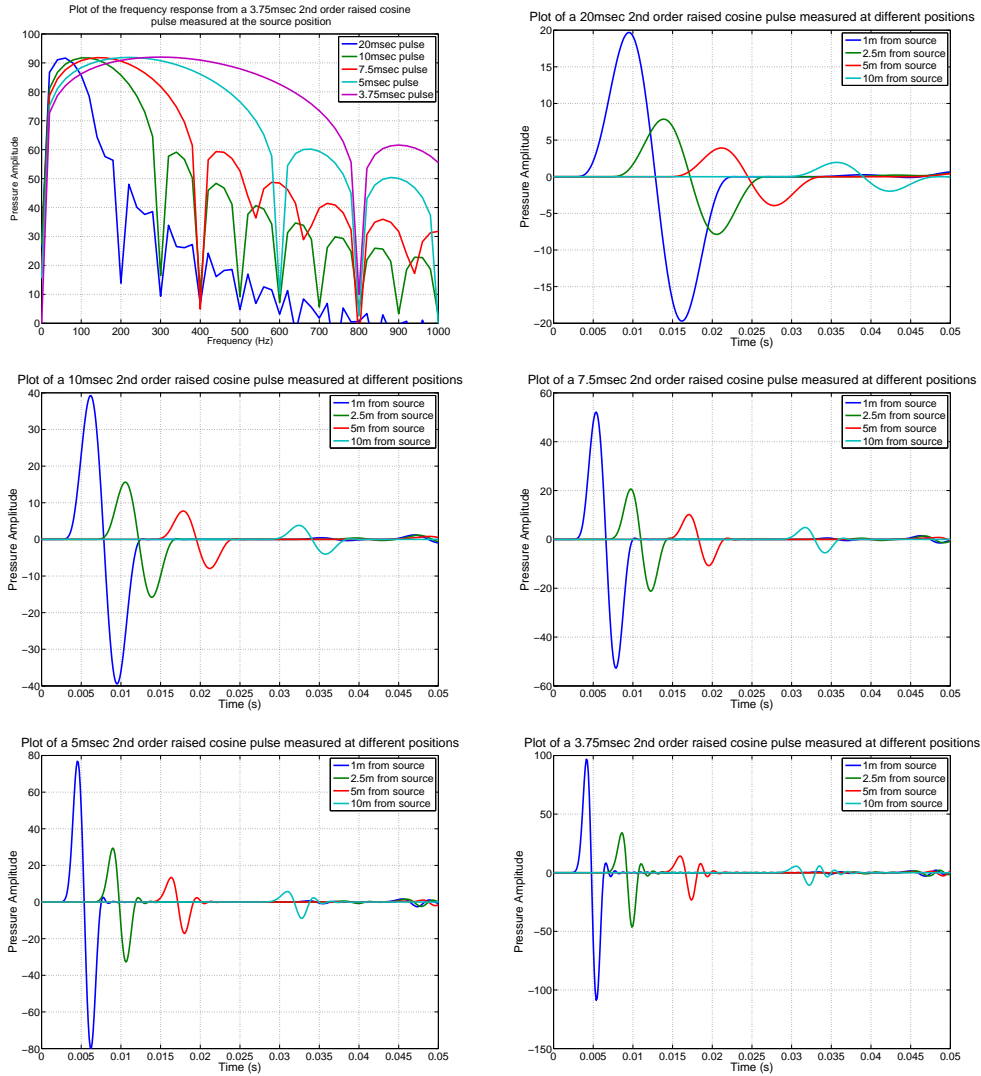 Plot of the frequency response from a 3.75msec 2nd order raised cosine
pulse measured at the source position
100
90
80
70
60
50
40
30
20
10
0
Pressure Amplitude
0 100 200 300 400 500 600 700 800 900 1000
Frequency (Hz)
20msec pulse
10msec pulse
7.5msec pulse
5msec pulse
3.75msec pulse
Plot of a 20msec 2nd order raised cosine pulse measured at different positions
20
15
10
5
0
−5
−10
−15
−20
Pressure Amplitude
0 0.005 0.01 0.015 0.02 0.025 0.03 0.035 0.04 0.045 0.05
Time (s)
1m from source
2.5m from source
5m from source
10m from source
Plot of a 10msec 2nd order raised cosine pulse measured at different positions
40
30
20
10
0
−10
−20
−30
−40
Pressure Amplitude
0 0.005 0.01 0.015 0.02 0.025 0.03 0.035 0.04 0.045 0.05
Time (s)
1m from source
2.5m from source
5m from source
10m from source
Plot of a 7.5msec 2nd order raised cosine pulse measured at different positions
60
40
20
0
−20
−40
−60
Pressure Amplitude
0 0.005 0.01 0.015 0.02 0.025 0.03 0.035 0.04 0.045 0.05
Time (s)
1m from source
2.5m from source
5m from source
10m from source
Plot of a 5msec 2nd order raised cosine pulse measured at different positions
80
60
40
20
0
−20
−40
−60
−80
Pressure Amplitude
0 0.005 0.01 0.015 0.02 0.025 0.03 0.035 0.04 0.045 0.05
Time (s)
1m from source
2.5m from source
5m from source
10m from source
Plot of a 3.75msec 2nd order raised cosine pulse measured at different positions
100
50
0
−50
−100
−150
Pressure Amplitude
0 0.005 0.01 0.015 0.02 0.025 0.03 0.035 0.04 0.045 0.05
Time (s)
1m from source
2.5m from source
5m from source
10m from source